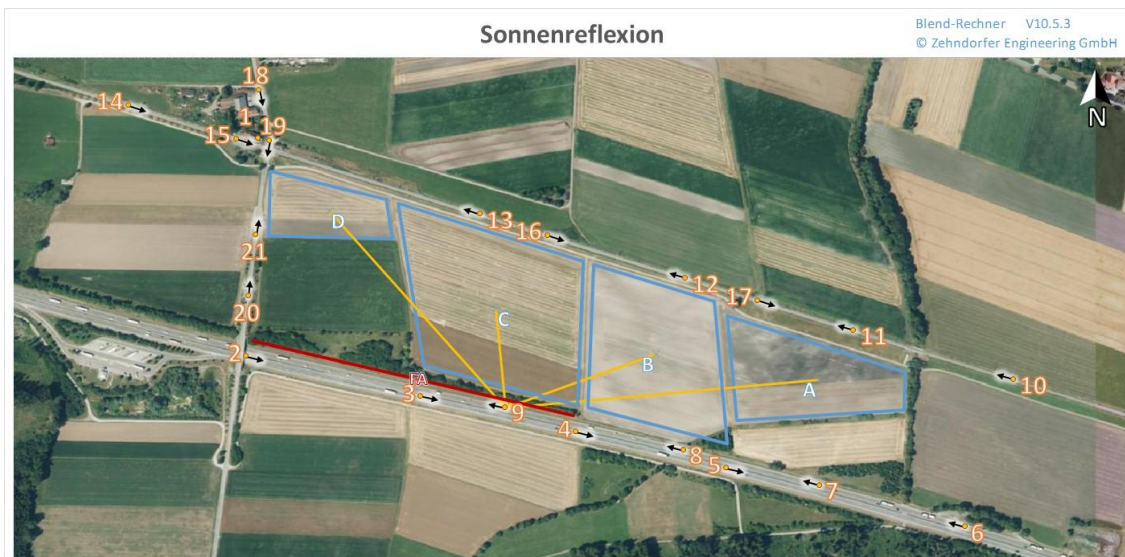 Sonnenreflexion
Blend-Rechner V10.5.3
© Zehndorfer Engineering GmbH
18
14
1
15
19
N
D
13
16
21
12
C
17
20
11
2
B
10
FA
A
3
9
4
8
5
7
6